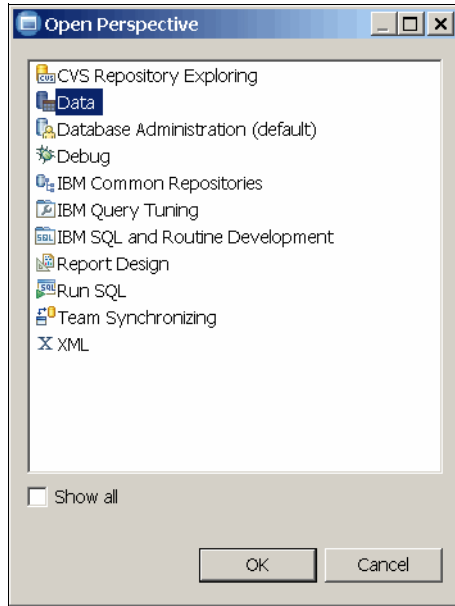 Open Perspective
CVS Repository Exploring
Data
Database Administration (default)
Debug
IBM Common Repositories
IBM Query Tuning
IBM SQL and Routine Development
Report Design
Run SQL
Team Synchronizing
XML
Show all
OK Cancel